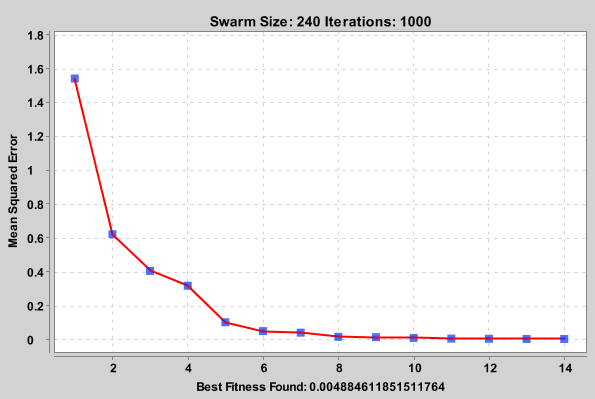 Swarm Size: 240 Iterations: 1000
1.8
1.6
1.4
1.2
1
0.8
0.6
0.4
0.2
0
Mean Squared Error
2 4 6 8 10 12 14
Best Fitness Found: 0.004884611851511764